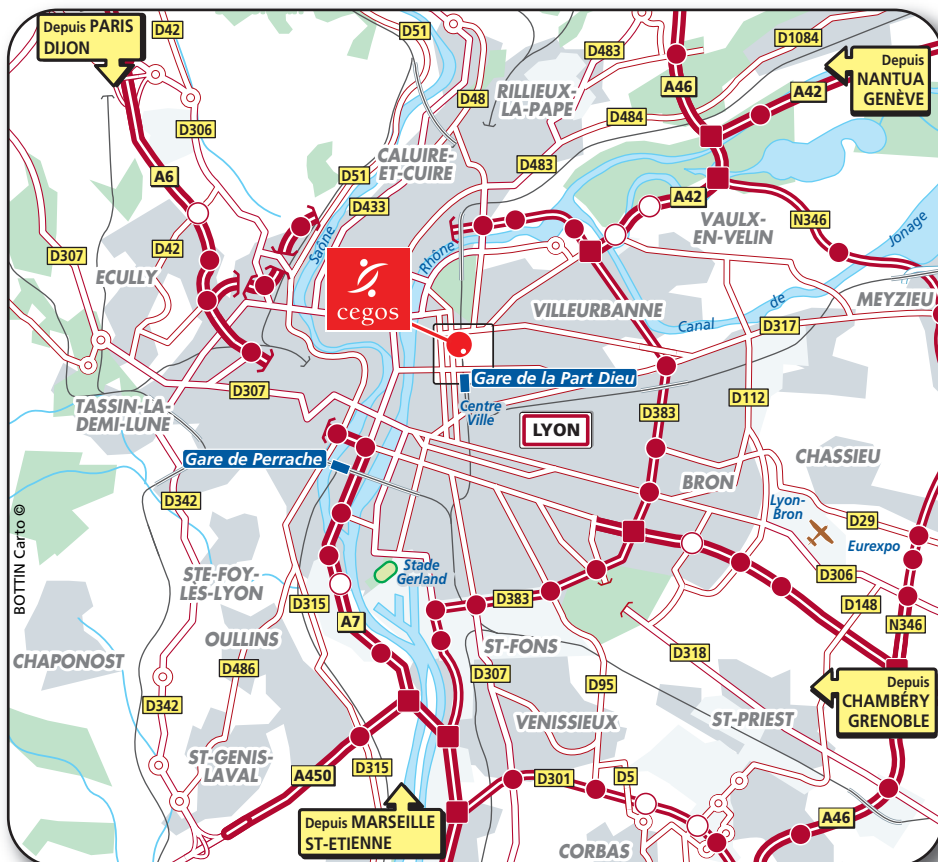 Depuis PARIS
DIJON
D42
D51
D483
D1084
Depuis
NANTUA
GENÈVE
A46
A42
RILLIEUX-
LA-PAPE
D48
D484
D306
CALUIRE-
ET-CUIRE
D483
A6
D51
D433
A42
VAULX-
EN-VELIN
N346
Jonage
D42
D307
ECULLY
Saône
Rhône
cegos
VILLEURBANNE
Canal
de
MEYZIEU
D317
Gare de la Part Dieu
D307
Centre
Ville
D112
TASSIN-LA-
DEMI-LUNE
LYON
D383
Gare de Perrache
CHASSIEU
BRON
D342
Lyon-
Bron
D29
Eurexpo
BOTTIN Carto ©
Stade
Gerland
STE-FOY-
LES-LYON
D306
D383
D315
D148
A7
N346
OULLINS
ST-FONS
D318
CHAPONOST
D486
D307
D95
Depuis
CHAMBÉRY
GRENOBLE
D342
VENISSIEUX
ST-PRIEST
ST-GENIS-
LAVAL
A450
D315
D301
D5
Depuis MARSEILLE
ST-ETIENNE
A46
CORBAS